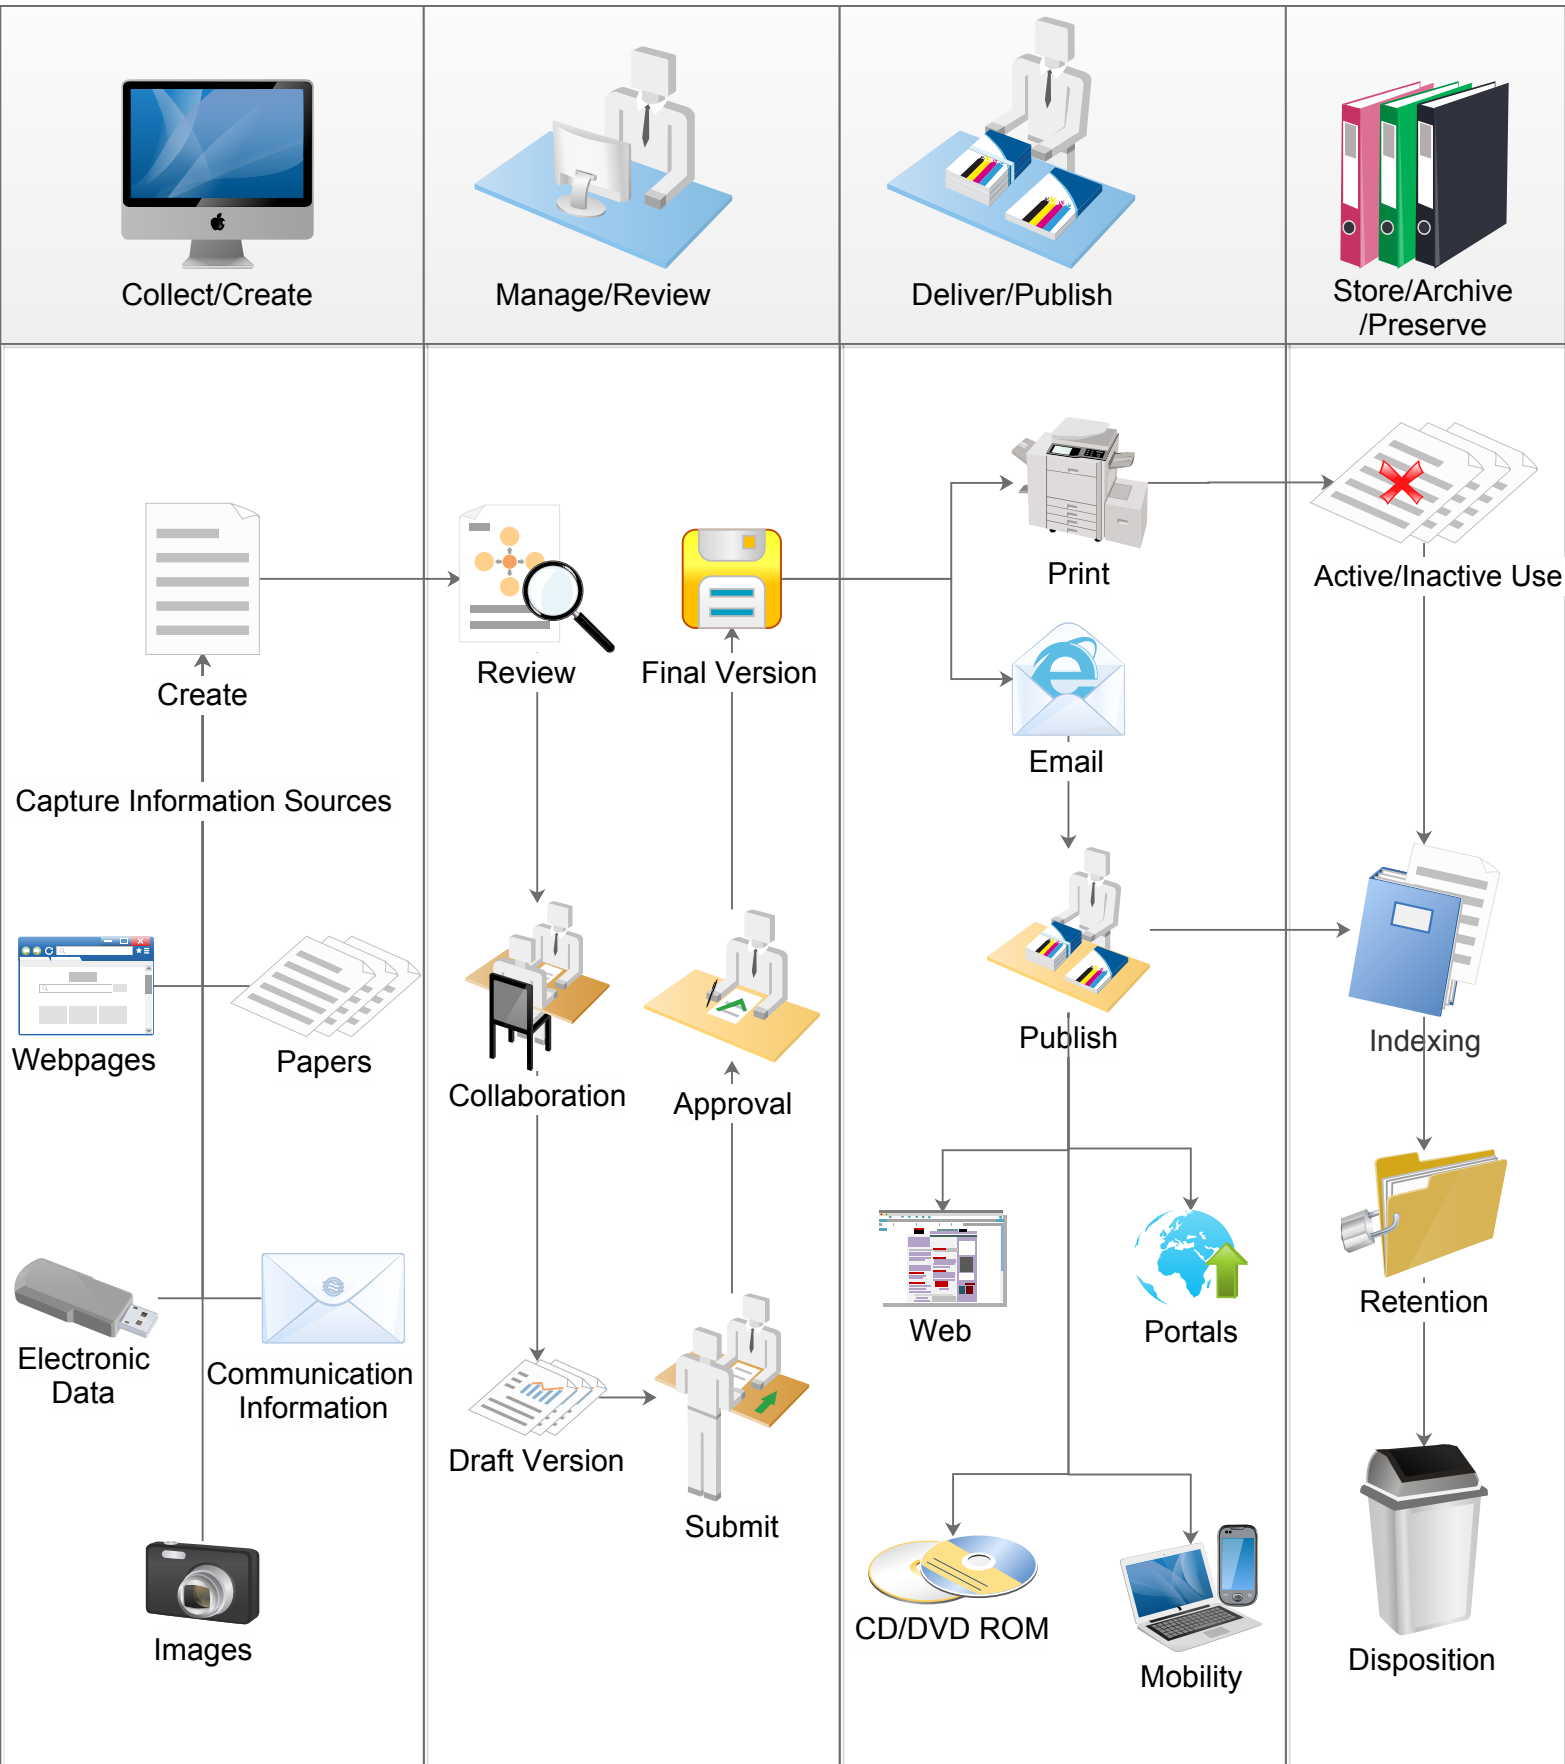 Collect/Create
Manage/Review
Deliver/Publish
Store/Archive
/Preserve
Create
Capture Information Sources
Webpages
Papers
Electronic
Data
Communication
Information
Images
Review
Final Version
Collaboration
Approval
Draft Version
Submit
Print
Email
Publish
Web
Portals
CD/DVD ROM
Mobility
Active/Inactive Use
Indexing
Retention
Disposition